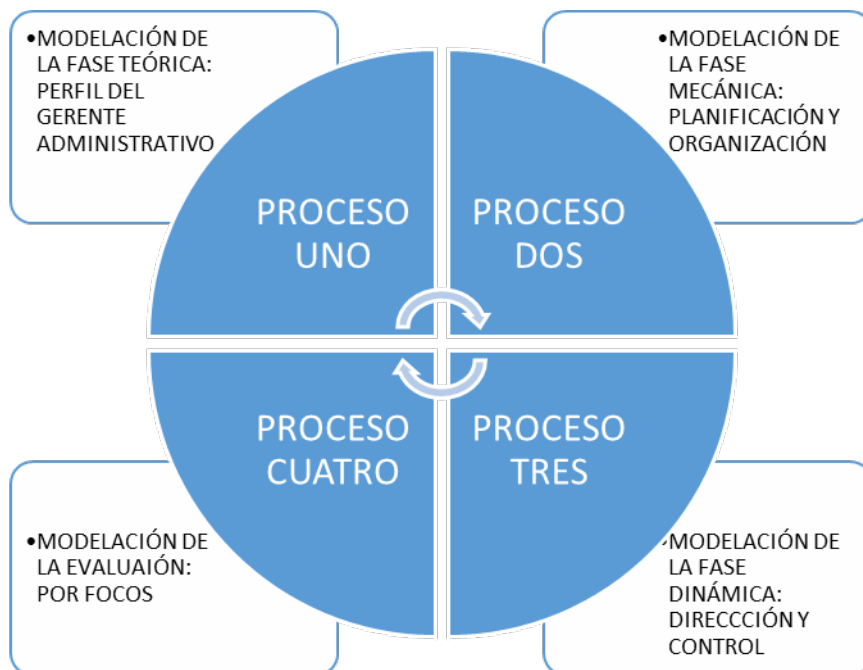 •MODELACIÓN DE
LA FASE TEÓRICA:
PERFIL DEL
GERENTE
ADMINISTRATIVO
•MODELACIÓN DE
LA FASE
MECÁNICA:
PLANIFICACIÓN Y
ORGANIZACIÓN
PROCESO
UNO
PROCESO
DOS
PROCESO
CUATRO
PROCESO
TRES
•MODELACIÓN DE
LA EVALUAIÓN:
POR FOCOS
•MODELACIÓN DE
LA FASE
DINÁMICA:
DIRECCCIÓN Y
CONTROL